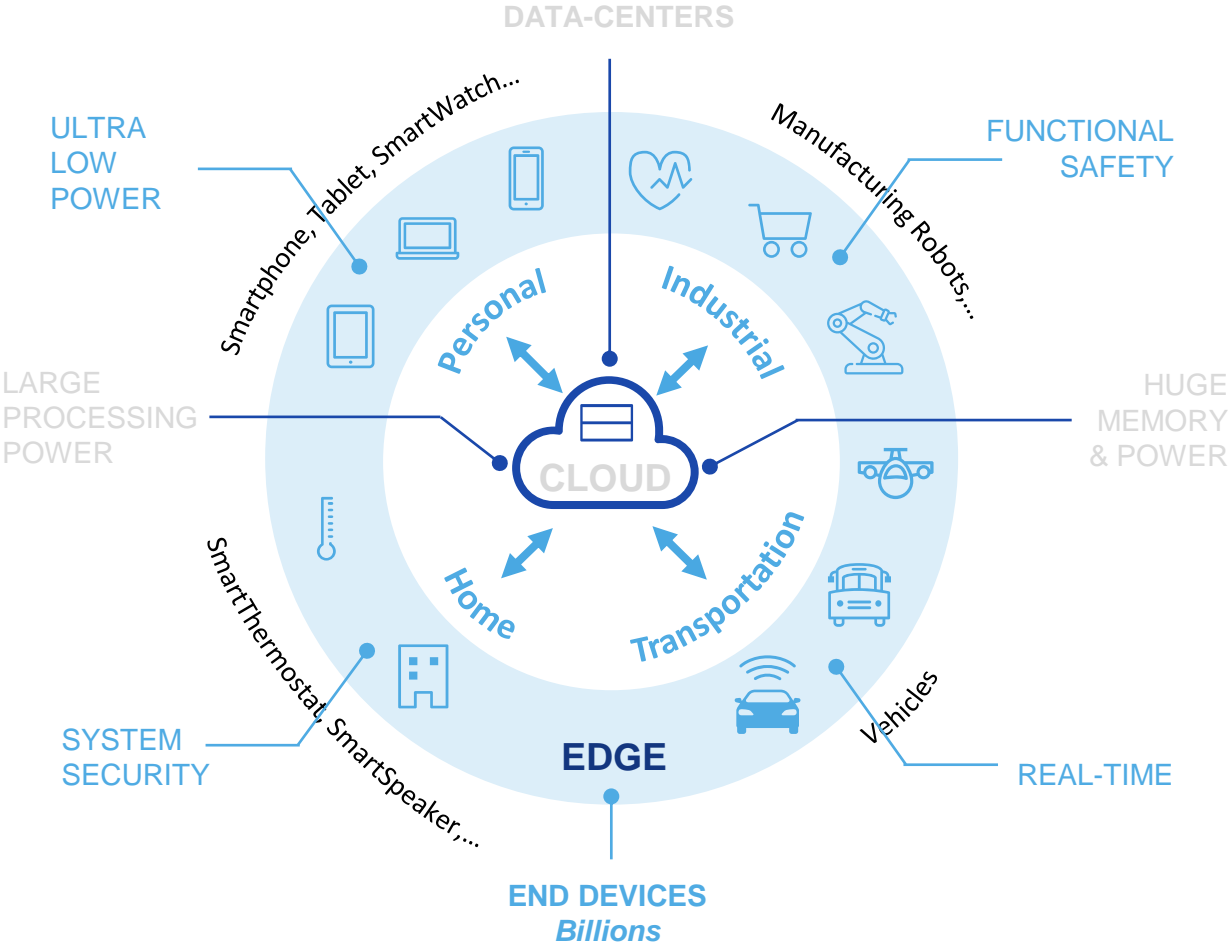 DATA-CENTERS
Smartphone, Tablet, SmartWatch...
Manufacturing Robots,...
ULTRA
LOW
POWER
FUNCTIONAL
SAFETY
Personal
Industrial
LARGE
PROCESSING
POWER
HUGE
MEMORY
& POWER
CLOUD
Home
Transportation
SmartThermostat, SmartSpeaker,...
Vehicles
SYSTEM
SECURITY
EDGE
REAL-TIME
END DEVICES
Billions